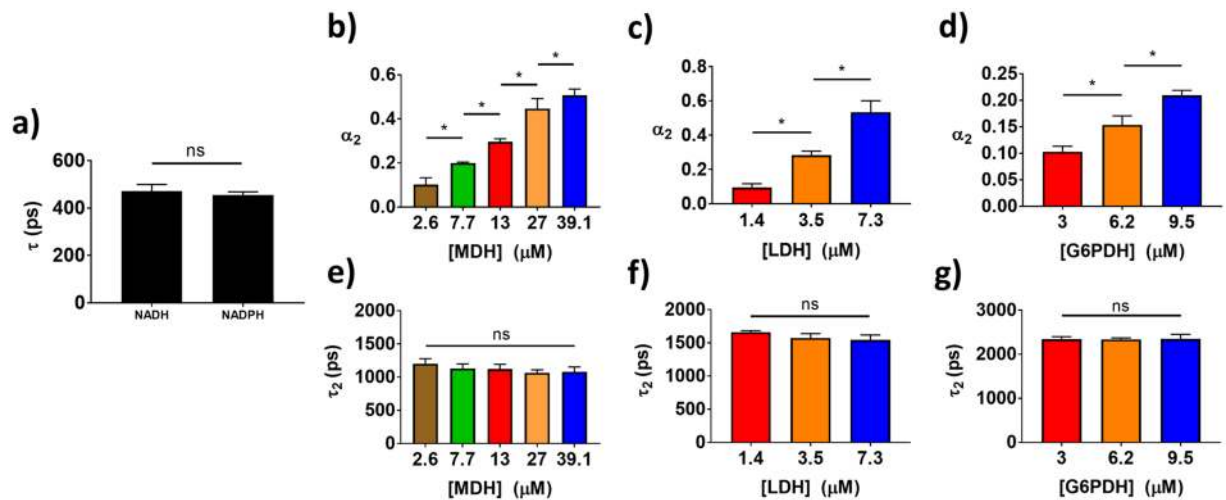 a)
ns
600
400
200
0
τ (ps)
NADH
NADPH
b)
*
*
*
*
0.6
0.4
0.2
0.0
α2
2.6 7.7 13 27 39.1
[MDH] (μM)
c)
*
*
0.8
0.6
0.4
0.2
0.0
α2
1.4 3.5 7.3
[LDH] (μM)
d)
*
*
0.25
0.20
0.15
0.10
0.05
0.00
α2
3 6.2 9.5
[G6PDH] (μM)
e)
ns
2000
1500
1000
500
0
τ2 (ps)
2.6 7.7 13 27 39.1
[MDH] (μM)
f)
ns
2000
1500
1000
500
0
τ2 (ps)
1.4 3.5 7.3
[LDH] (μM)
g)
ns
3000
2000
1000
0
τ2 (ps)
3 6.2 9.5
[G6PDH] (μM)